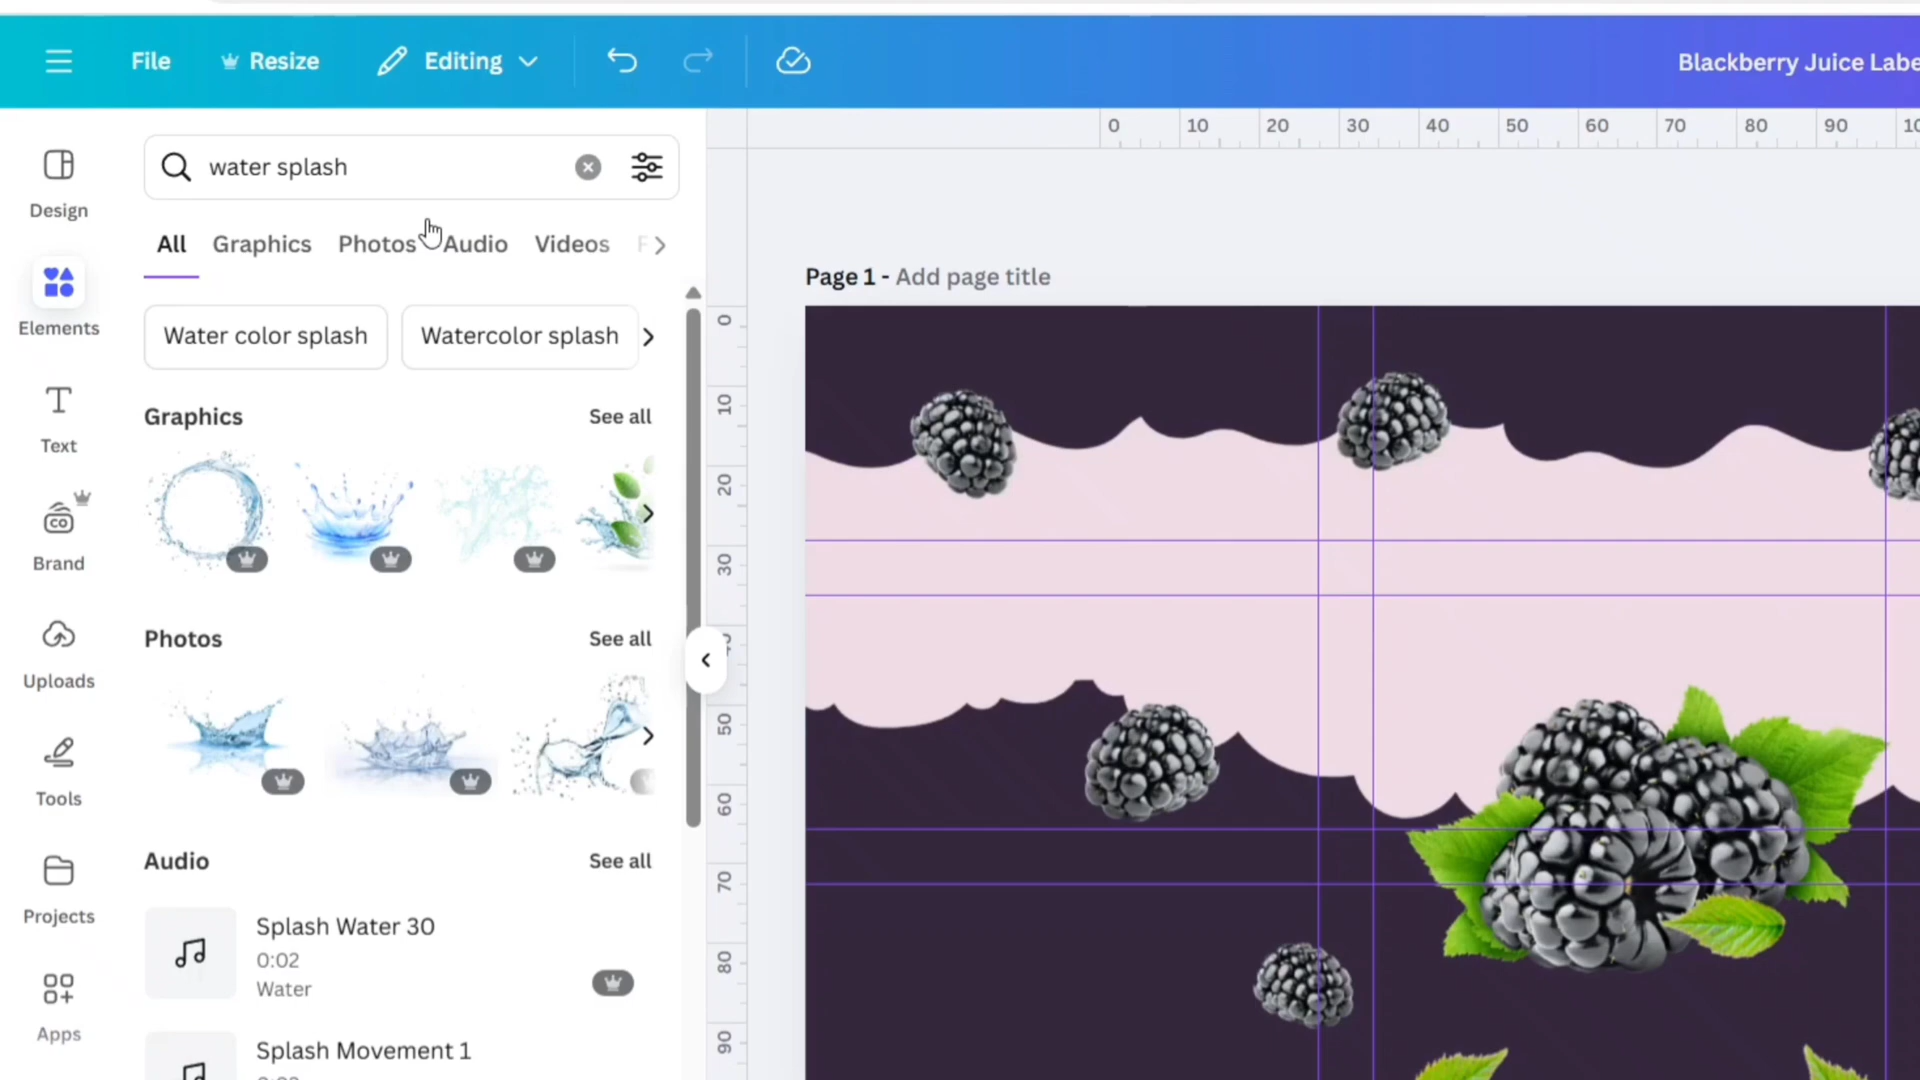 File
Resize
Editing
Blackberry Juice Labe
Design
Elements
Text
Brand
Uploads
Tools
Projects
Apps
water splash
All
Graphics
Photos
Audio
Videos
Water color splash
Watercolor splash
Graphics
See all
Photos
See all
Audio
See all
Splash Water 30
0:02
Water
Splash Movement 1
0 10 20 30 40 50 60 70 80 90 10
Page 1 - Add page title
0
10
20
30
50
60
70
80
90
CO